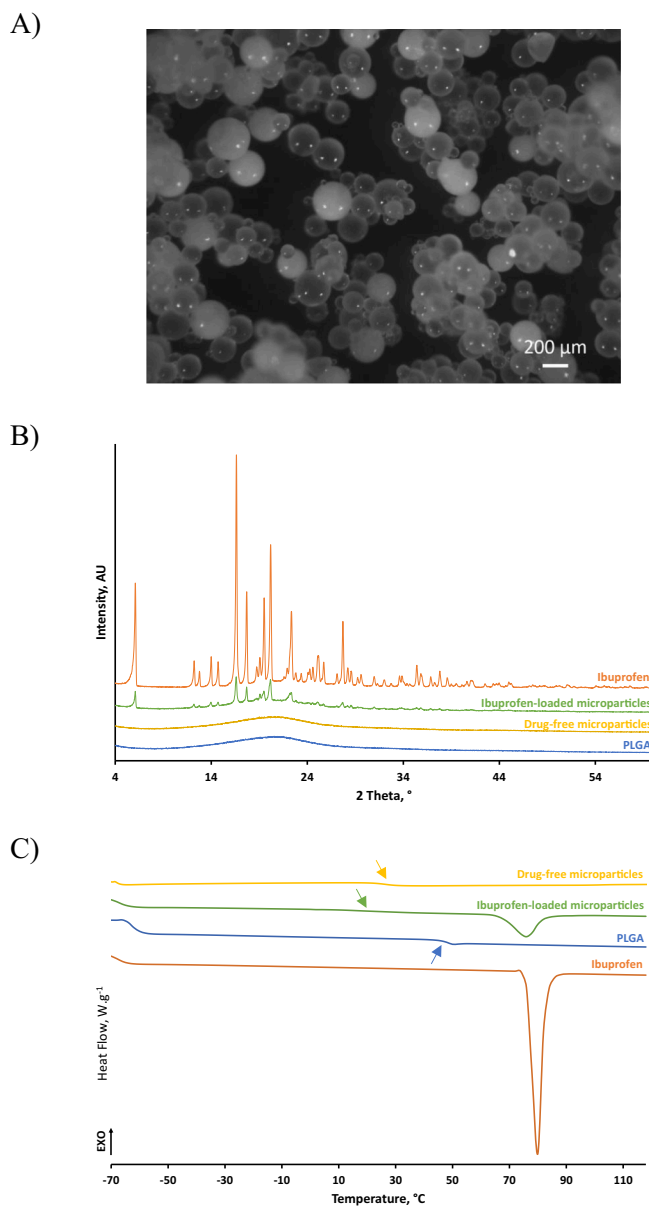 A)
200 µm
B)
Intensity, AU
Ibuprofen
Ibuprofen-loaded microparticles
Drug-free microparticles
PLGA
4 14 24 34 44 54
2 Theta, °
C)
Drug-free microparticles
Ibuprofen-loaded microparticles
PLGA
Ibuprofen
Heat Flow, W.g⁻¹
EXO
-70 -50 -30 -10 10 30 50 70 90 110
Temperature, °C